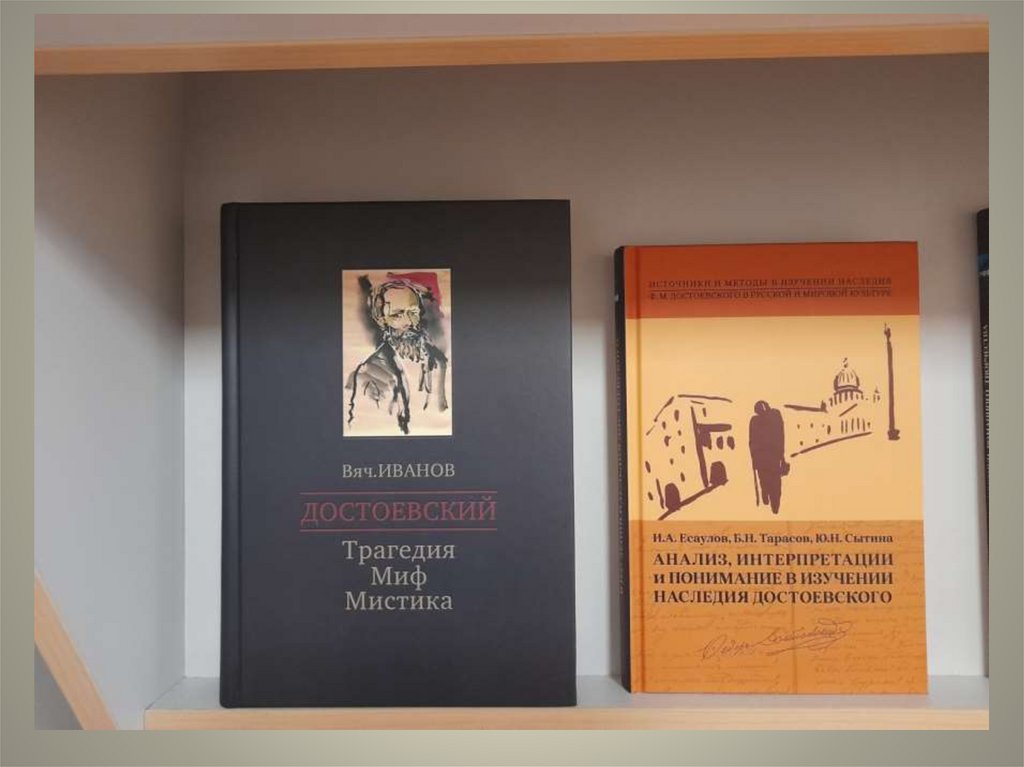 Вяч.ИВАНОВ
ДОСТОЕВСКИЙ
Трагедия
Миф
Мистика
ИСТОЧНИКИ И МЕТОДЫ В ИЗУЧЕНИИ НАСЛЕДИЯ
Ф. М. ДОСТОЕВСКОГО В РУССКОЙ И МИРОВОЙ КУЛЬТУРЕ
И.А. Есаулов, Б.Н. Тарасов, Ю.Н. Сытина
АНАЛИЗ, ИНТЕРПРЕТАЦИИ
и ПОНИМАНИЕ В ИЗУЧЕНИИ
НАСЛЕДИЯ ДОСТОЕВСКОГО